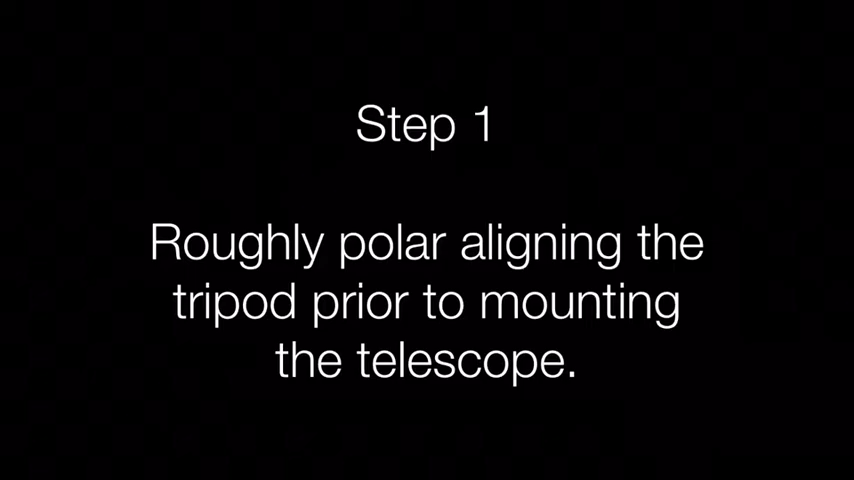 Step 1
Roughly polar aligning the
tripod prior to mounting
the telescope.